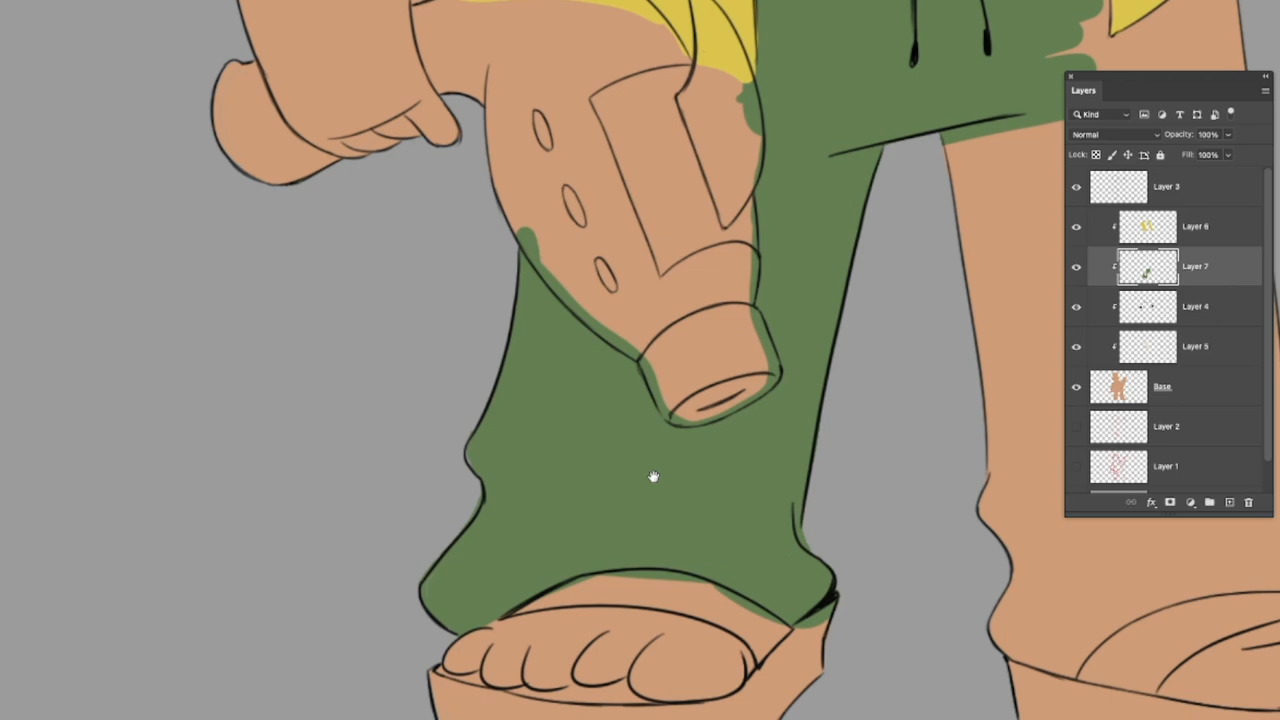 Layers
Kind
Normal Opacity: 100%
Lock: Fill: 100%
Layer 3
Layer 6
Layer 7
Layer 4
Layer 5
Base
Layer 2
Layer 1
fx